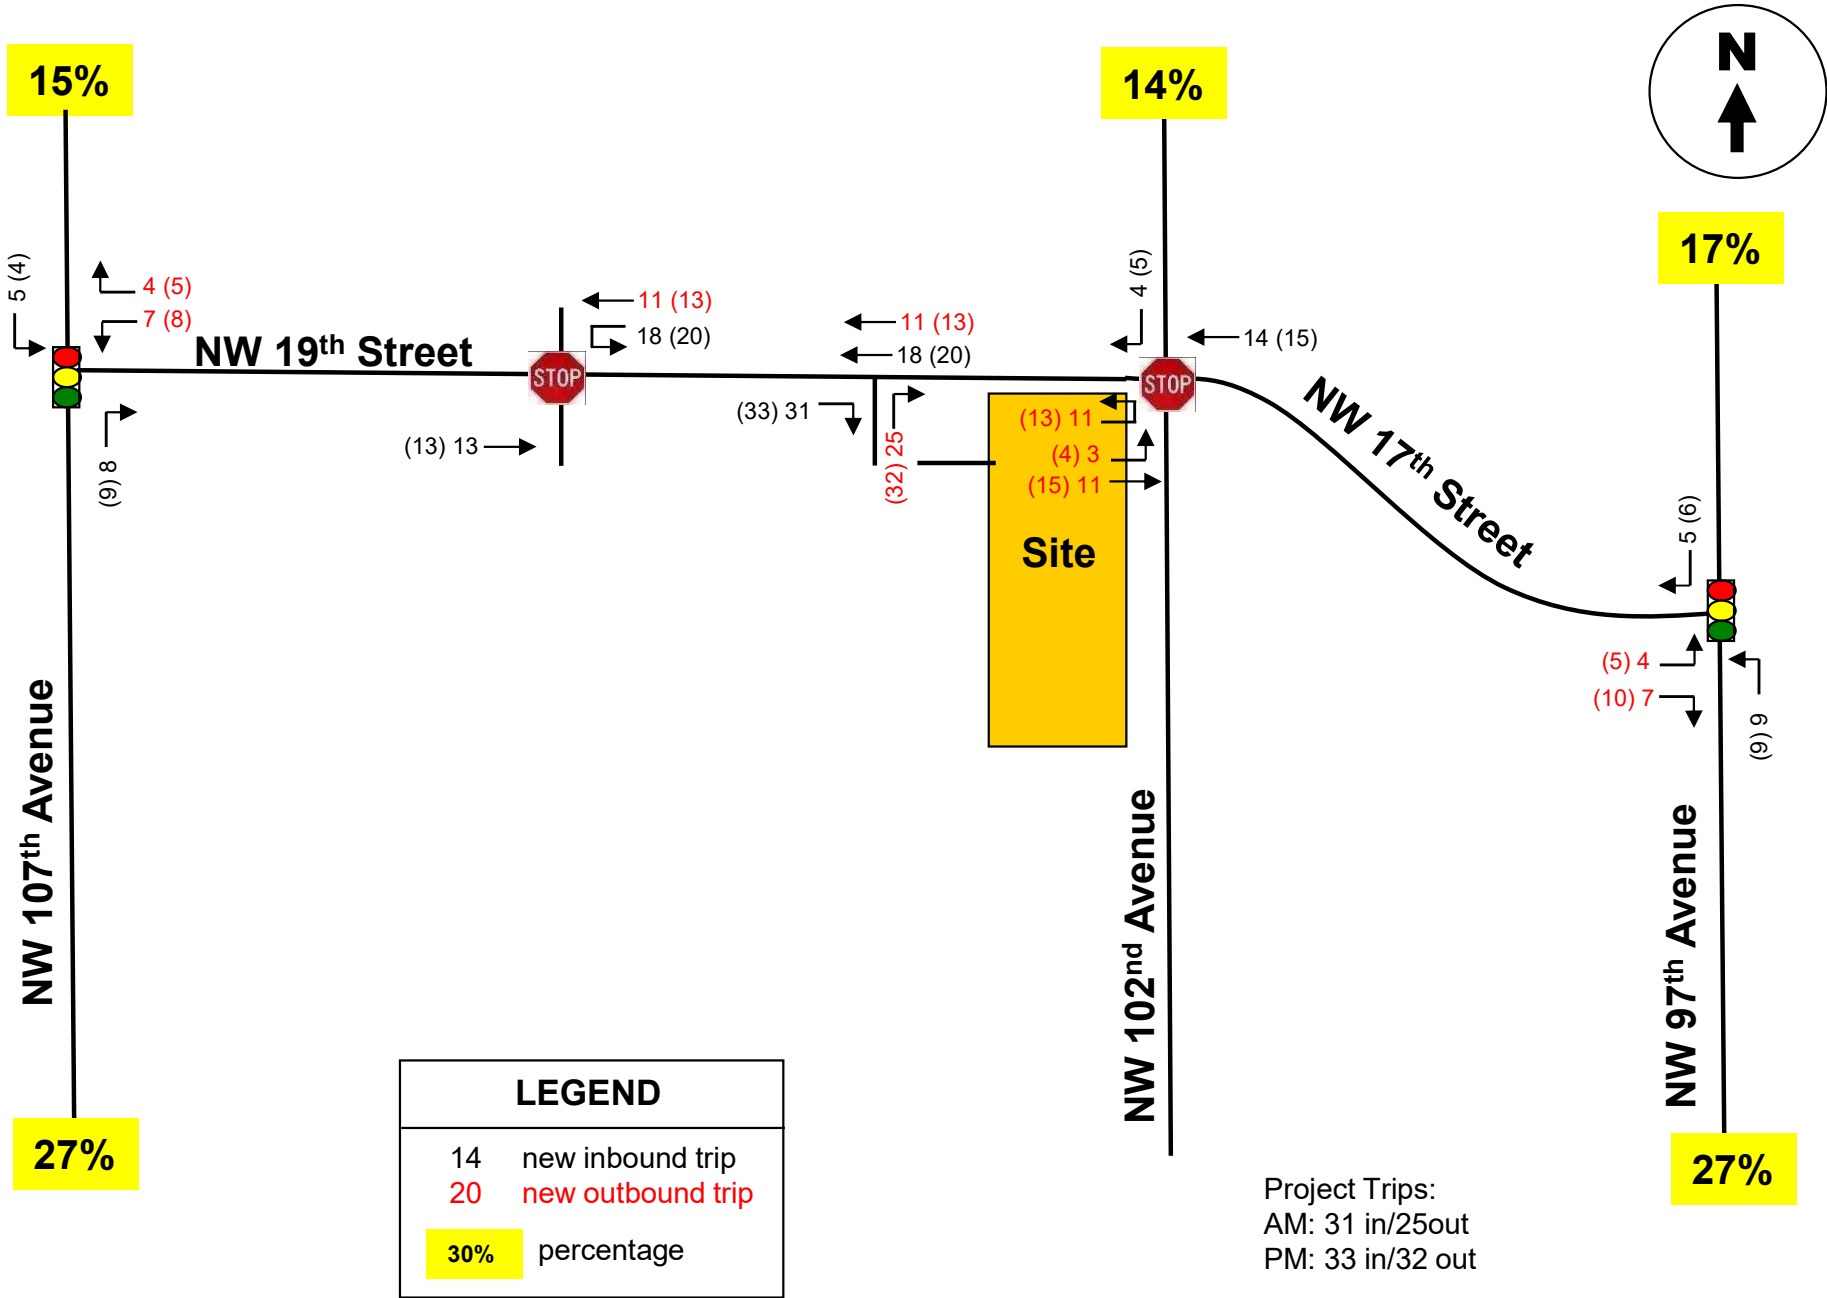 N
15%
14%
17%
5 (4)
4 (5)
7 (8)
NW 19th Street
11 (13)
18 (20)
STOP
11 (13)
18 (20)
4 (5)
STOP
14 (15)
(9) 8
(13) 13
(33) 31
(32) 25
(13) 11
(4) 3
(15) 11
Site
NW 17th Street
5 (6)
(5) 4
(10) 7
(9) 9
NW 107th Avenue
NW 102nd Avenue
NW 97th Avenue
27%
27%
LEGEND
14 new inbound trip
20 new outbound trip
30% percentage
Project Trips:
AM: 31 in/25out
PM: 33 in/32 out